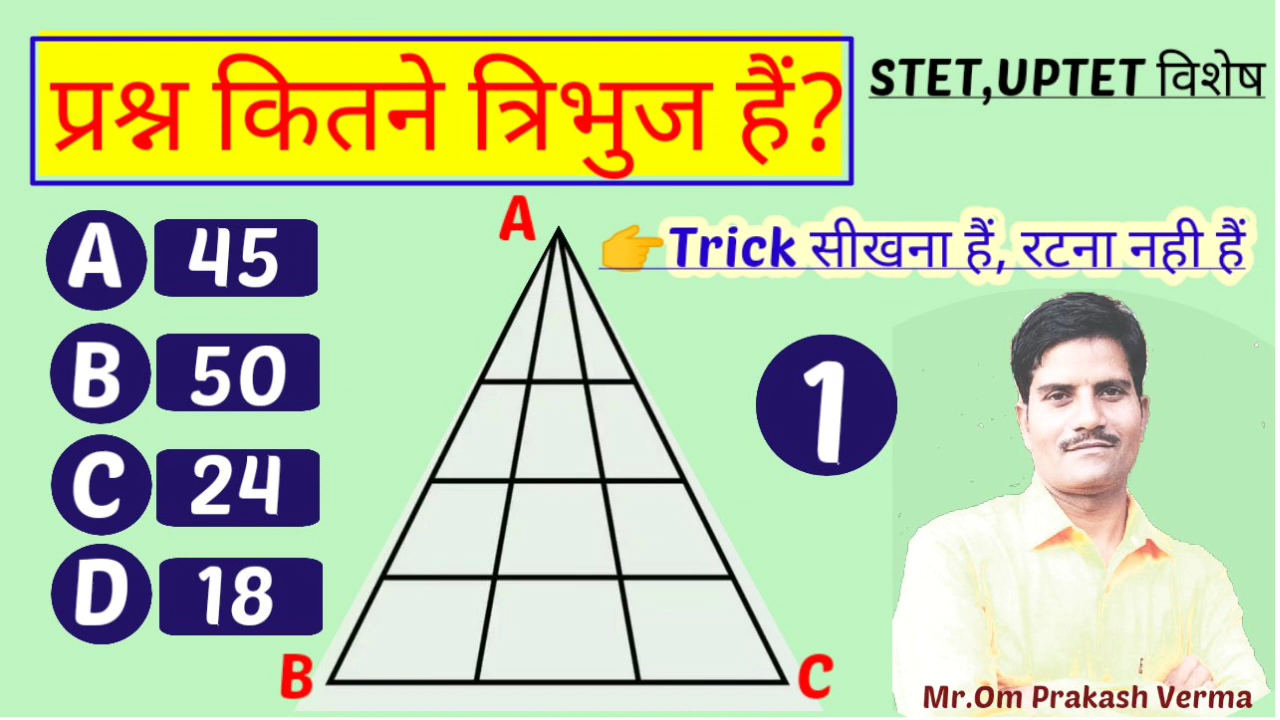 प्रश्न कितने त्रिभुज हैं?
STET,UPTET विशेष
A 45
B 50
C 24
D 18
A
👉Trick सीखना हैं, रटना नही हैं
1
B
C
Mr.Om Prakash Verma